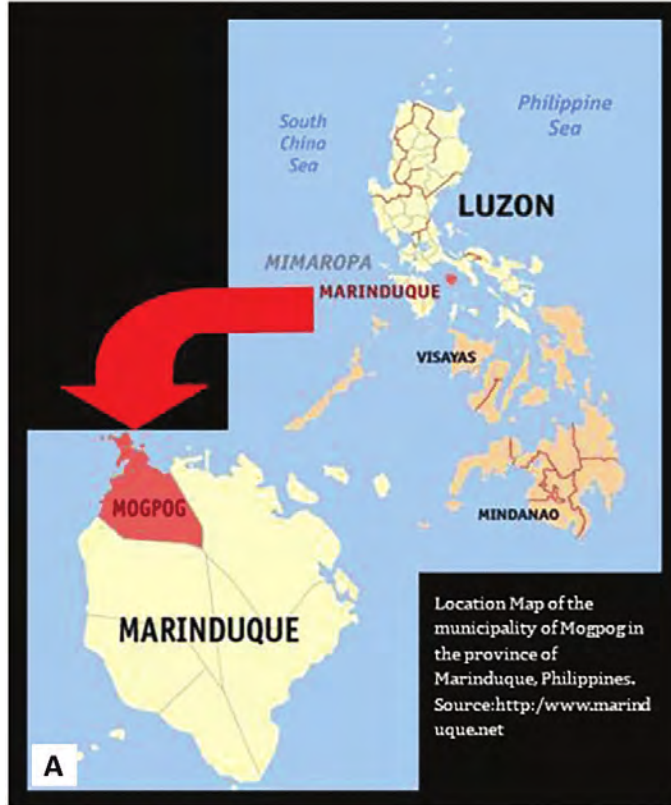 South
China
Sea
Philippine
Sea
LUZON
MIMAROPA
MARINDUQUE
VISAYAS
MINDANAO
MOGPOG
MARINDUQUE
Location Map of the
municipality of Mogpog in
the province of
Marinduque, Philippines.
Source:http:/www.marind
uque.net
A